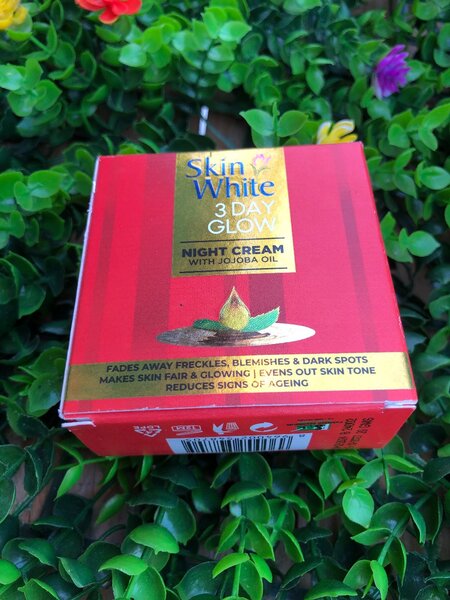 Skin
White
3 DAY
GLOW
NIGHT CREAM
WITH JOJOBA OIL
FADES AWAY FRECKLES, BLEMISHES & DARK SPOTS
MAKES SKIN FAIR & GLOWING | EVENS OUT SKIN TONE
REDUCES SIGNS OF AGEING